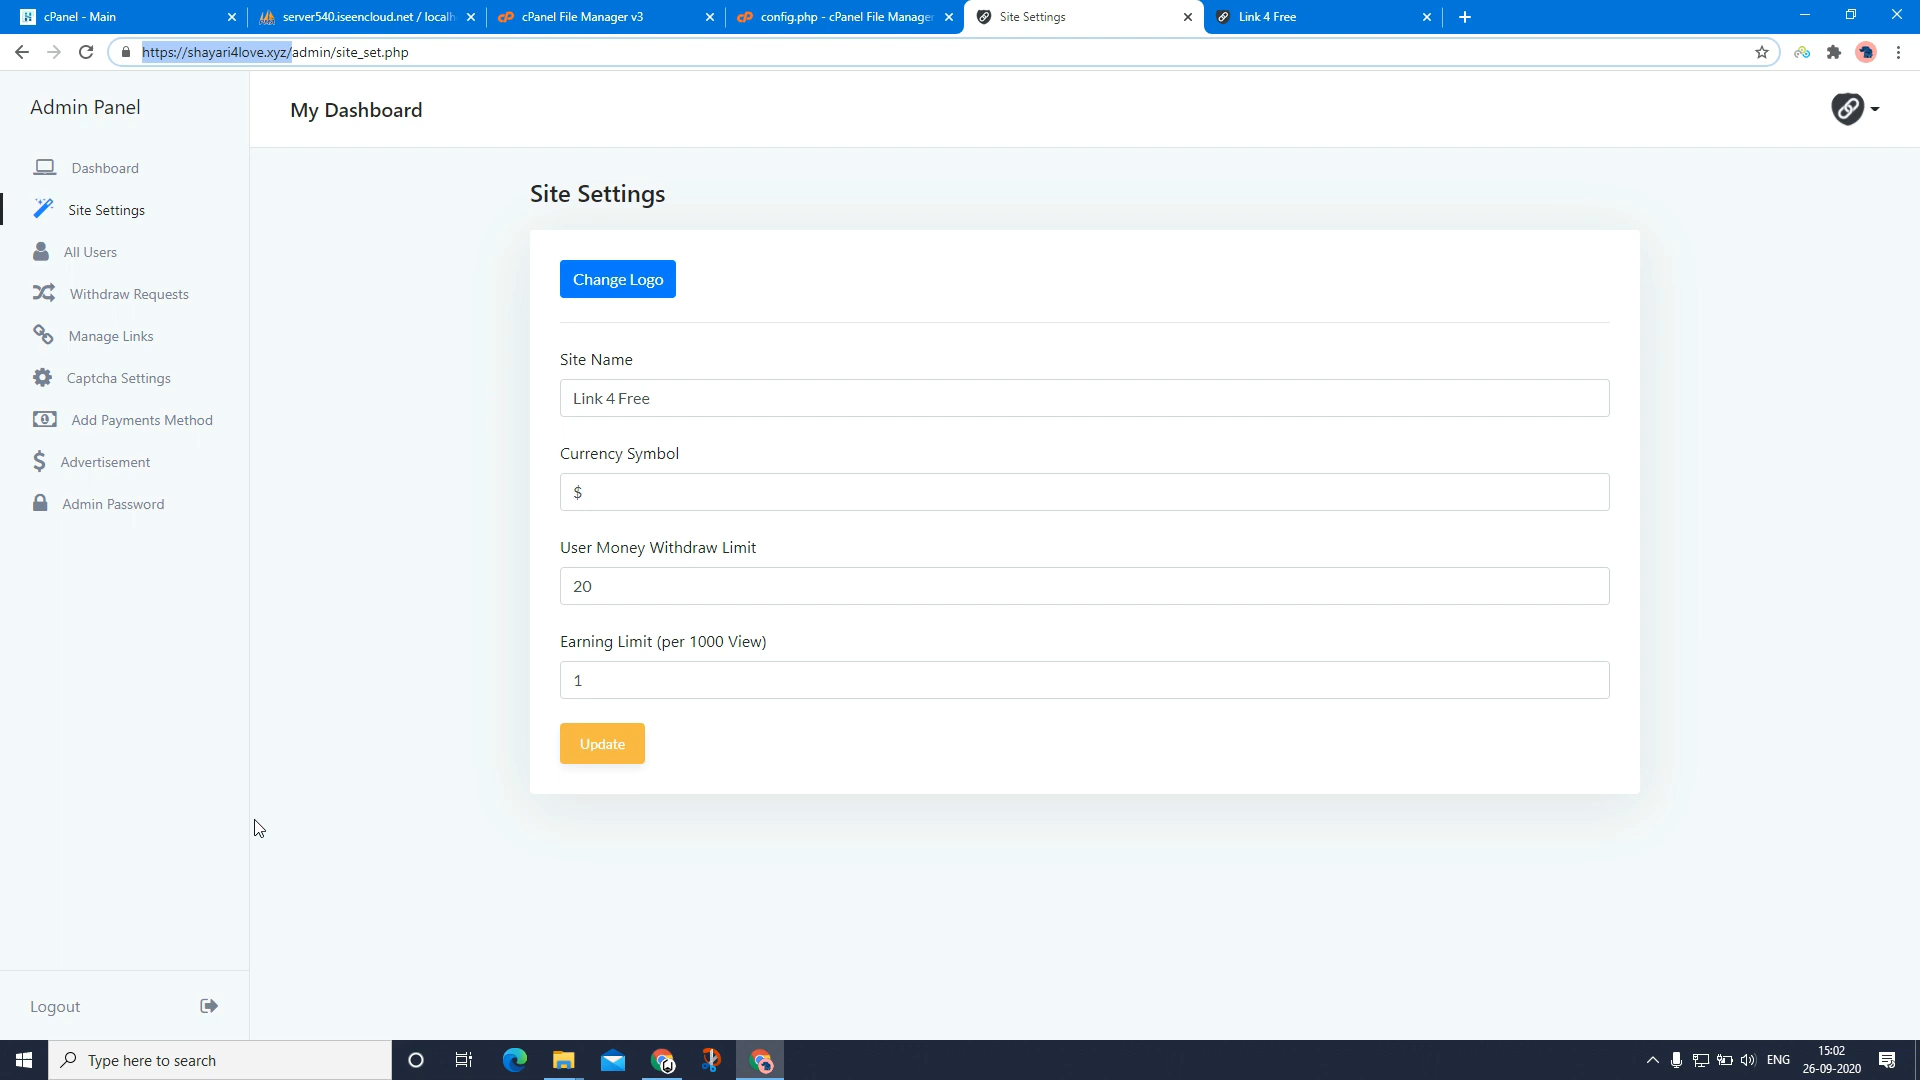 cPanel - Main
server540.iseencloud.net / localh
cPanel File Manager v3
config.php - cPanel File Manager
Site Settings
Link 4 Free
https://shayari4love.xyz/admin/site_set.php
Admin Panel
My Dashboard
Dashboard
Site Settings
All Users
Withdraw Requests
Manage Links
Captcha Settings
Add Payments Method
Advertisement
Admin Password
Logout
Site Settings
Change Logo
Site Name
Link 4 Free
Currency Symbol
$
User Money Withdraw Limit
20
Earning Limit (per 1000 View)
1
Update
Type here to search
ENG
15:02
26-09-2020